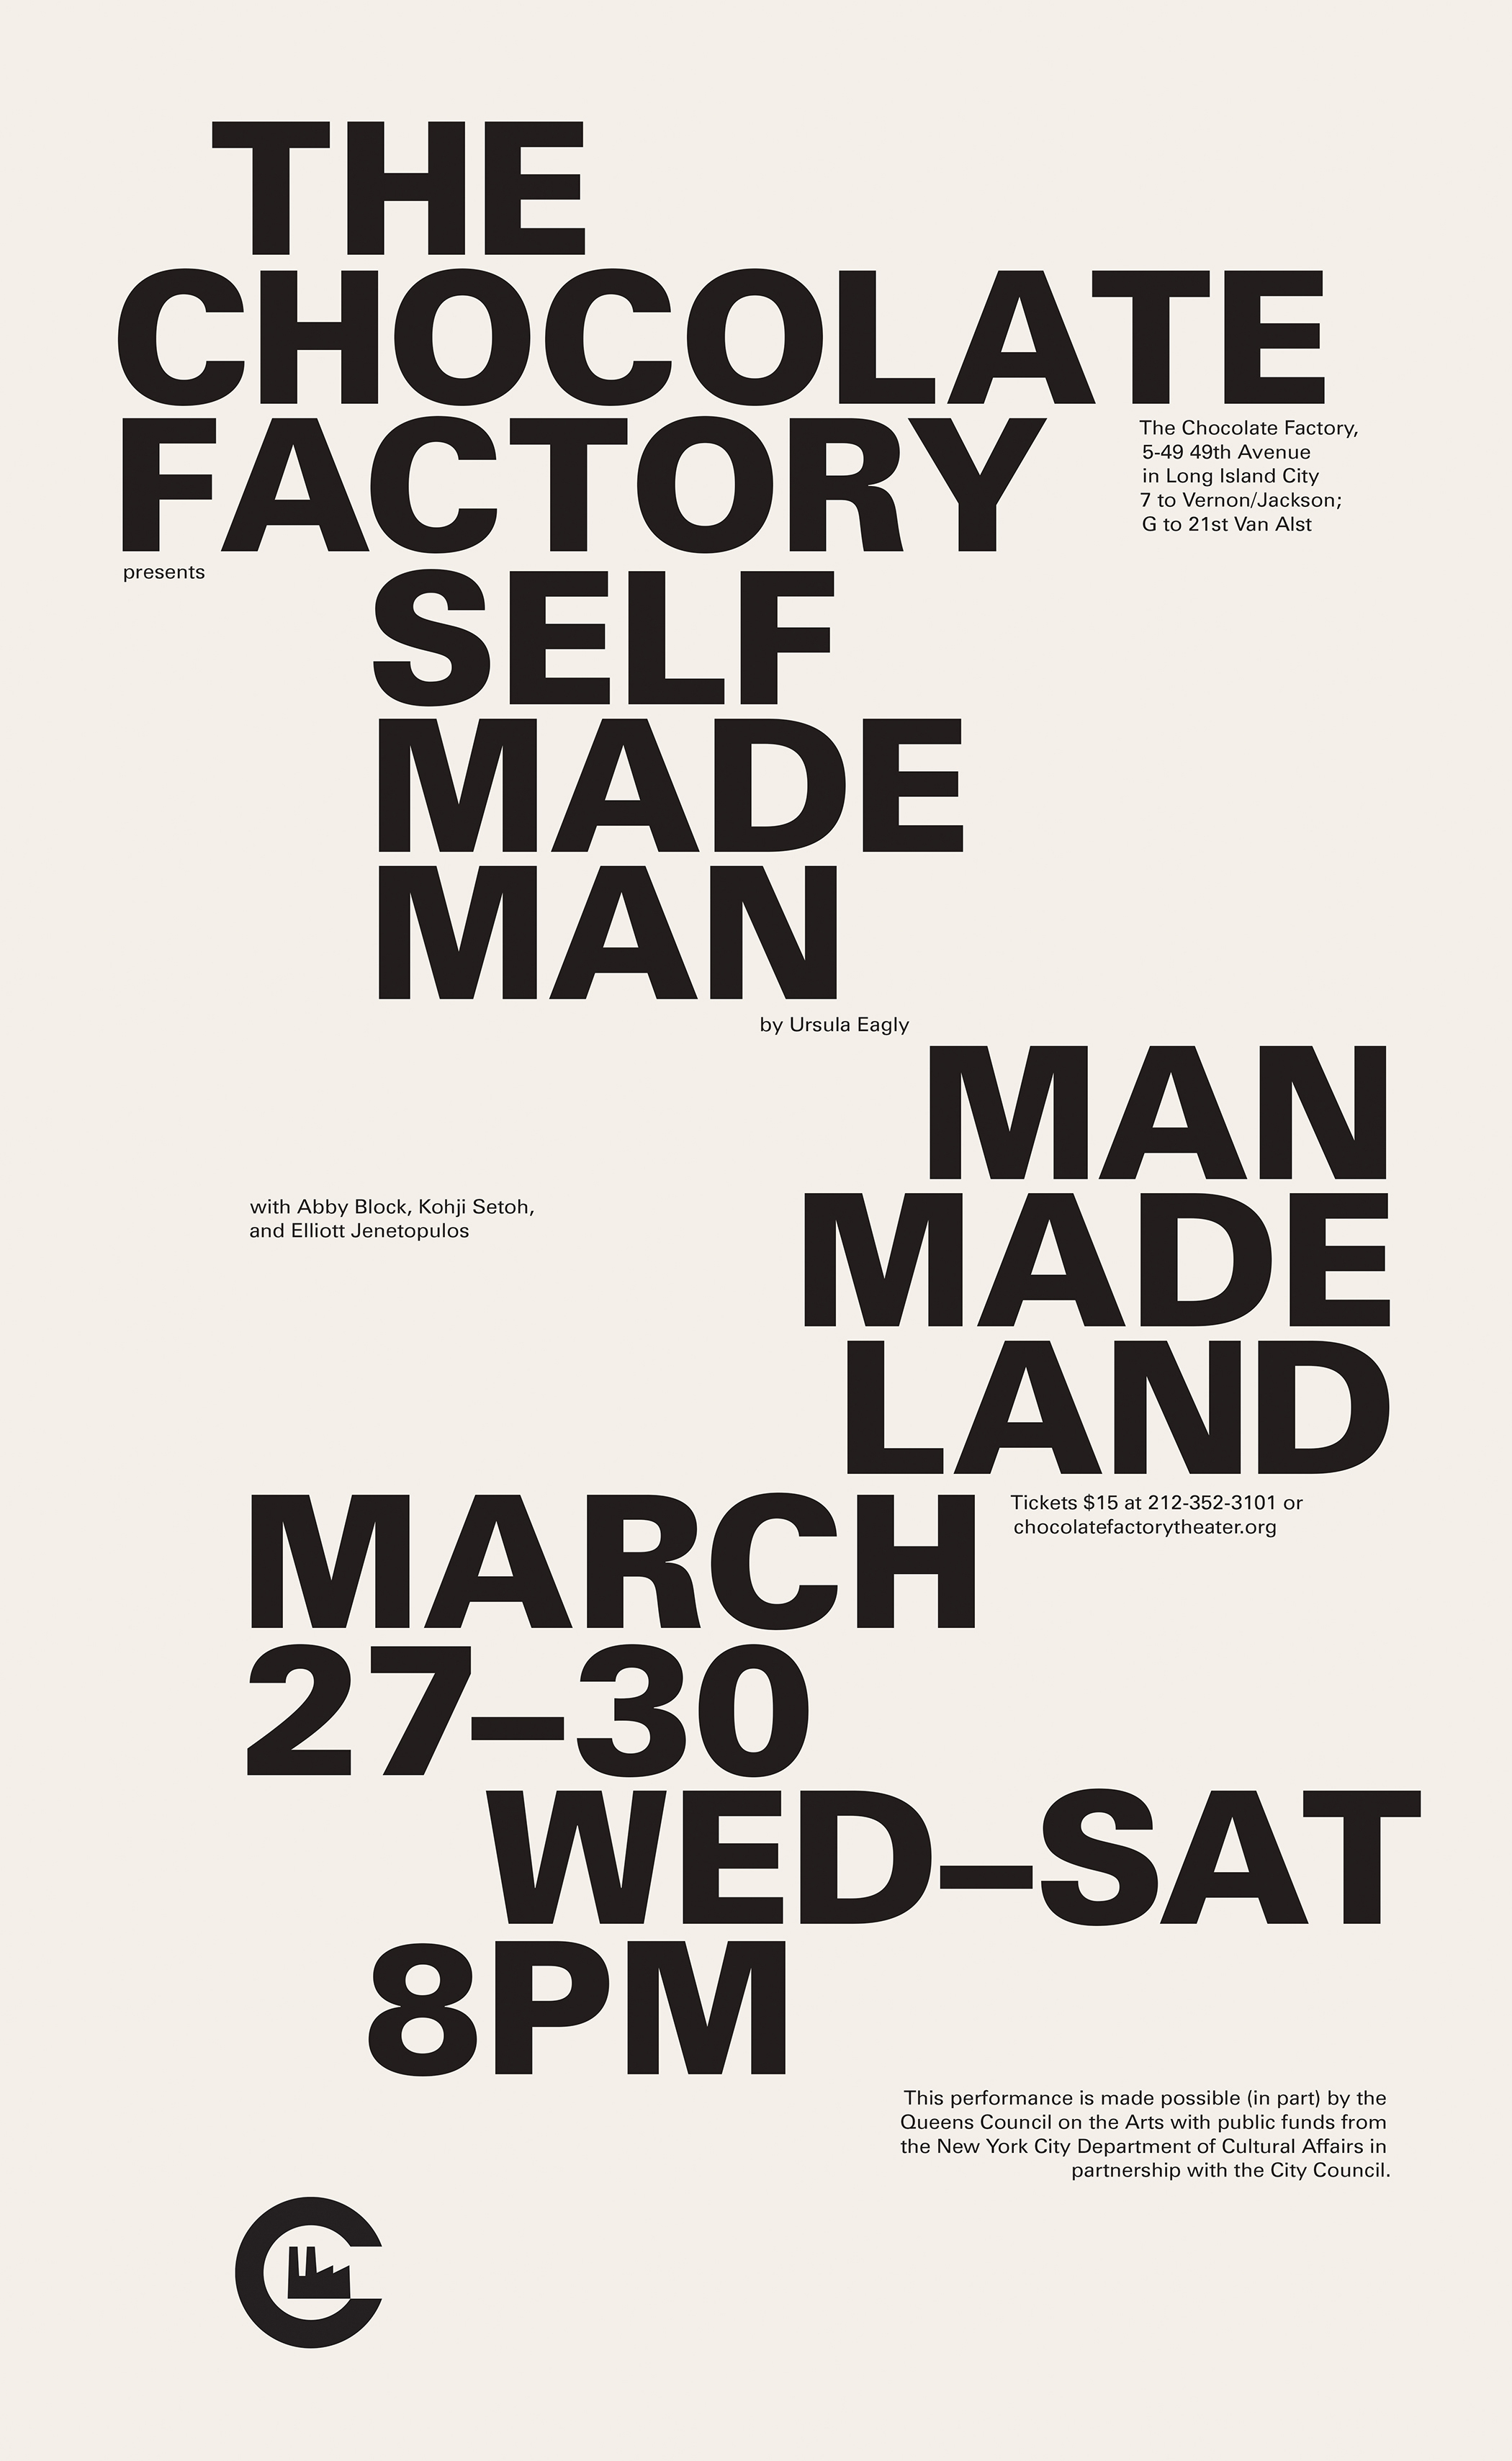 THE
CHOCOLATE
FACTORY
The Chocolate Factory,
5-49 49th Avenue
in Long Island City
7 to Vernon/Jackson;
G to 21st Van Alst
presents
SELF
MADE
MAN
by Ursula Eagly
MAN
MADE
LAND
with Abby Block, Kohji Setoh,
and Elliott Jenetopulos
MARCH
27–30
Tickets $15 at 212-352-3101 or
chocolatefactorytheater.org
WED–SAT
8PM
This performance is made possible (in part) by the
Queens Council on the Arts with public funds from
the New York City Department of Cultural Affairs in
partnership with the City Council.